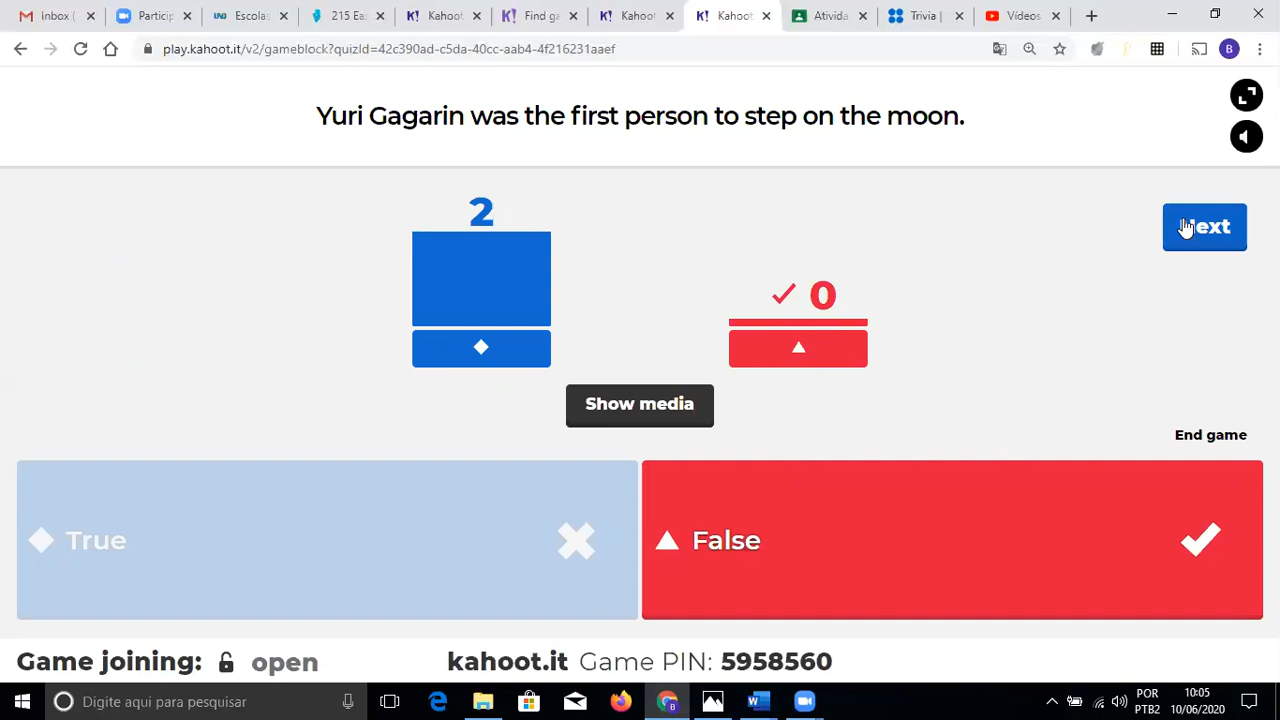 Inbox (
Particip
Escolas
215 Eas
Kahoot
Find ga
Kahoot
Kahoot
Ativida
Trivia |
Vídeos
play.kahoot.it/v2/gameblock?quizId=42c390ad-c5da-40cc-aab4-4f216231aaef
B
Yuri Gagarin was the first person to step on the moon.
2
0
Next
Show media
End game
True
False
Game joining: open
kahoot.it Game PIN: 5958560
Digite aqui para pesquisar
POR
PTB2
10:05
10/06/2020